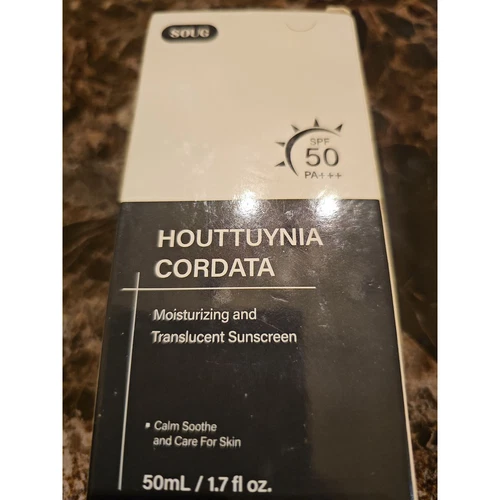 SOUG
SPF
50
PA+++
HOUTTUYNIA
CORDATA
Moisturizing and
Translucent Sunscreen
• Calm Soothe
and Care For Skin
50mL / 1.7 fl oz.